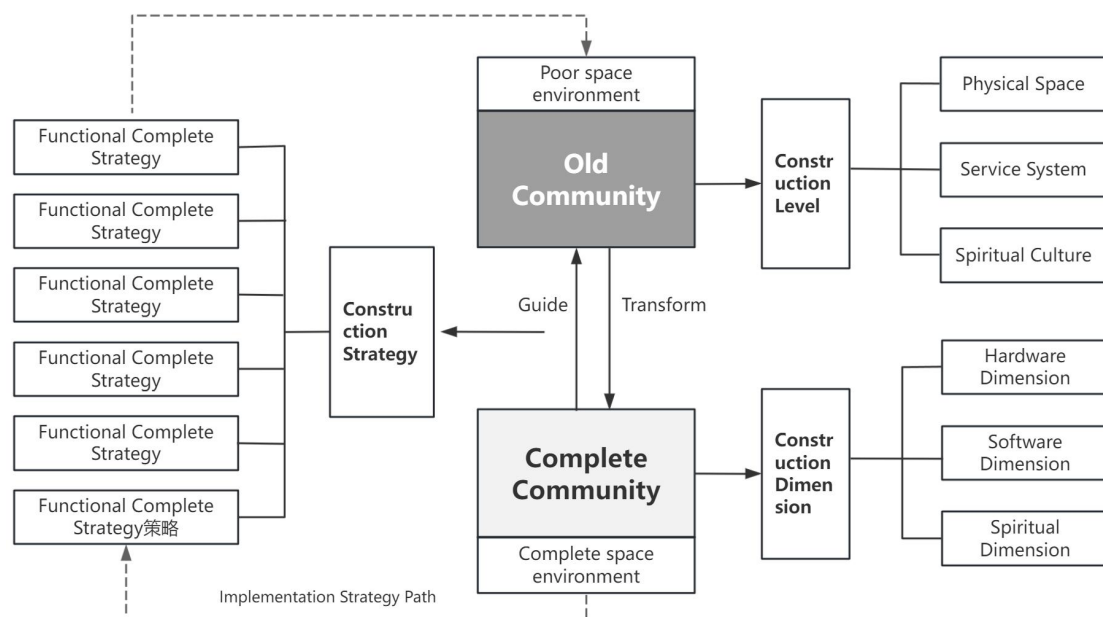 Poor space
environment
Old
Community
Functional Complete
Strategy
Functional Complete
Strategy
Functional Complete
Strategy
Functional Complete
Strategy
Functional Complete
Strategy
Functional Complete
Strategy策略
Constru
ction
Strategy
Guide
Transform
Complete
Community
Complete space
environment
Constr
uction
Level
Physical Space
Service System
Spiritual Culture
Constr
uction
Dimen
sion
Hardware
Dimension
Software
Dimension
Spiritual
Dimension
Implementation Strategy Path